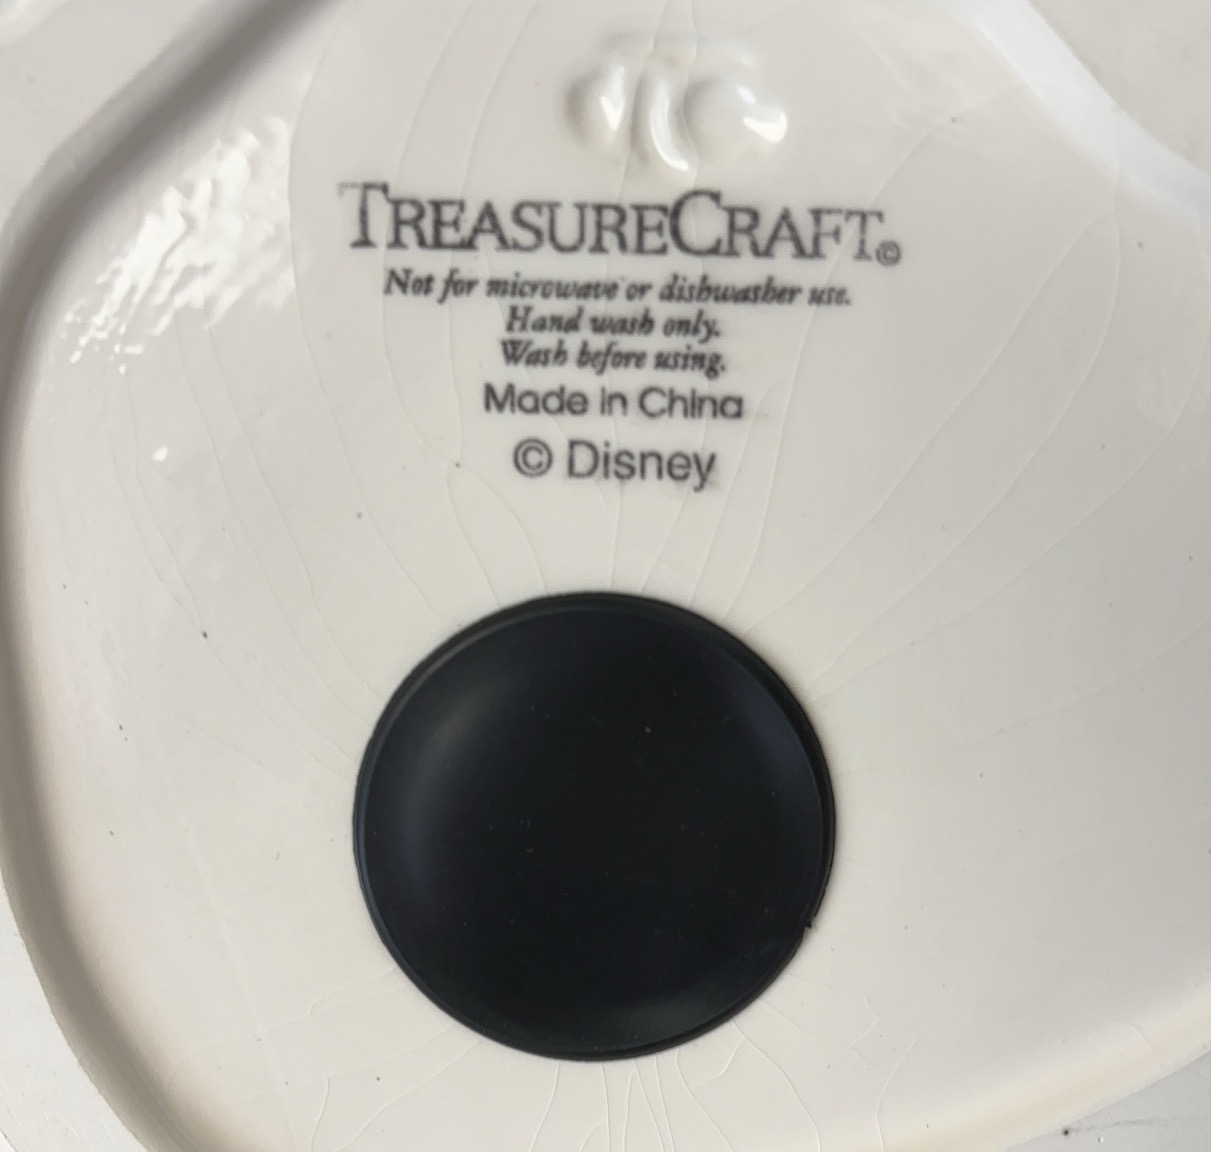 TREASURECRAFT©
Not for microwave or dishwasher use.
Hand wash only.
Wash before using.
Made in China
© Disney